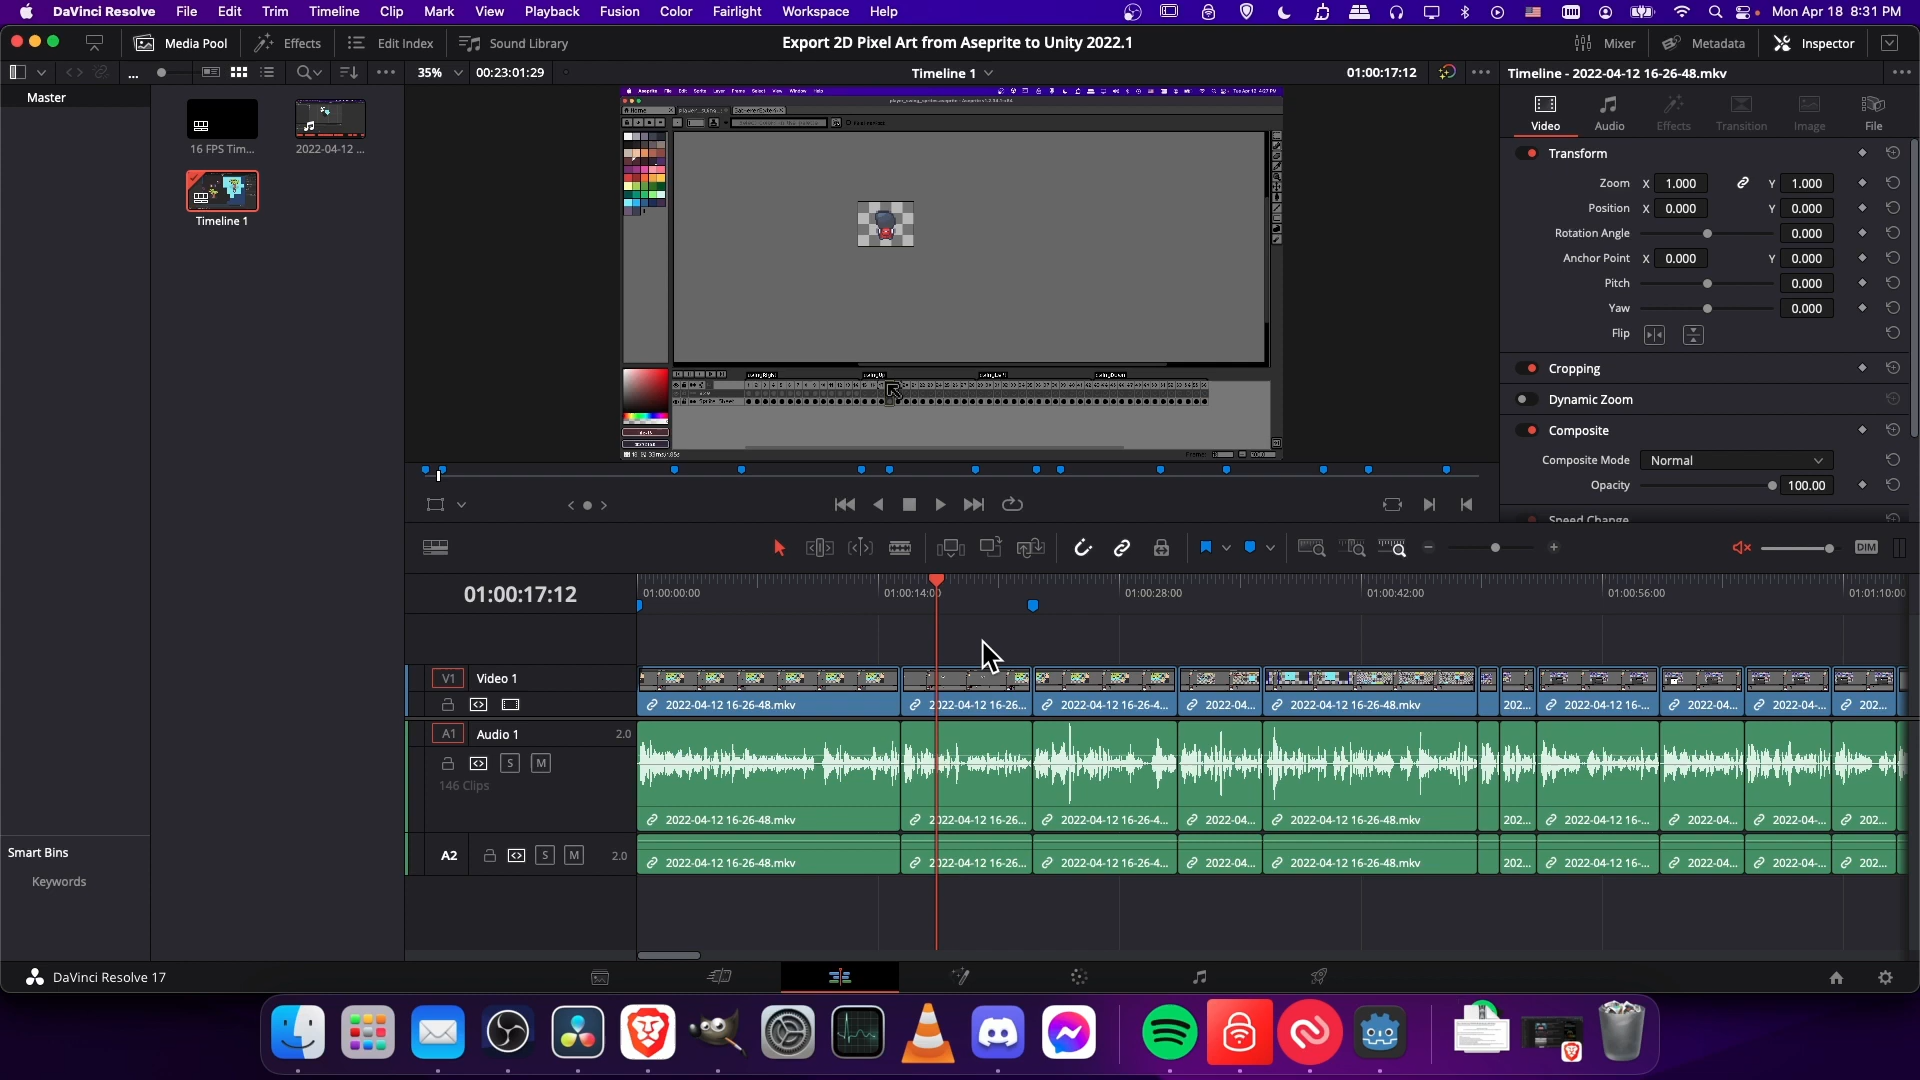 DaVinci Resolve File Edit Trim Timeline Clip Mark View Playback Fusion Color Fairlight Workspace Help Mon Apr 18 8:31 PM
Media Pool Effects Edit Index Sound Library Export 2D Pixel Art from Aseprite to Unity 2022.1 Mixer Metadata Inspector
35% 00:23:01:29 Timeline 1 01:00:17:12 Timeline - 2022-04-12 16-26-48.mkv
Master
16 FPS Tim... 2022-04-12 ...
Timeline 1
Video Audio Effects Transition Image File
Transform
Zoom X 1.000 Y 1.000
Position X 0.000 Y 0.000
Rotation Angle 0.000
Anchor Point X 0.000 Y 0.000
Pitch 0.000
Yaw 0.000
Flip
Cropping
Dynamic Zoom
Composite
Composite Mode Normal
Opacity 100.00
Speed Change
DIM
01:00:17:12
01:00:00:00 01:00:14:00 01:00:28:00 01:00:42:00 01:00:56:00 01:01:10:00
V1 Video 1
2022-04-12 16-26-48.mkv 2022-04-12 16-26... 2022-04-12 16-26-4... 2022-04... 2022-04-12 16-26-48.mkv 202... 2022-04-12 16-... 2022-04... 2022-04-... 202...
A1 Audio 1 2.0
S M
146 Clips
2022-04-12 16-26-48.mkv 2022-04-12 16-26... 2022-04-12 16-26-4... 2022-04... 2022-04-12 16-26-48.mkv 202... 2022-04-12 16-... 2022-04... 2022-04-... 202...
A2 S M 2.0
2022-04-12 16-26-48.mkv 2022-04-12 16-26... 2022-04-12 16-26-4... 2022-04... 2022-04-12 16-26-48.mkv 202... 2022-04-12 16-... 2022-04... 2022-04-... 202...
Smart Bins
Keywords
DaVinci Resolve 17